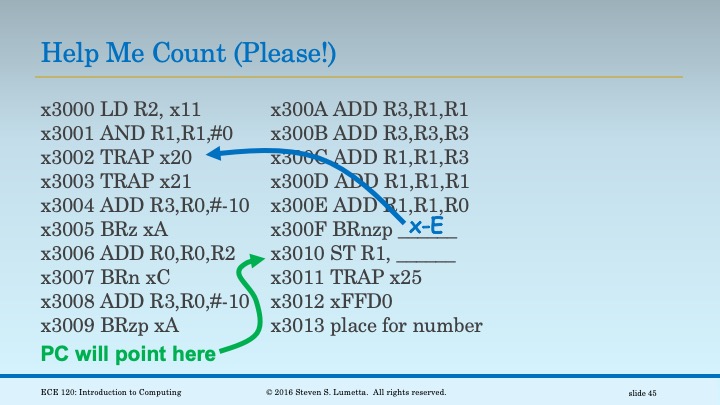 Help Me Count (Please!)
x3000 LD R2, x11
x3001 AND R1,R1,#0
x3002 TRAP x20
x3003 TRAP x21
x3004 ADD R3,R0,#-10
x3005 BRz xA
x3006 ADD R0,R0,R2
x3007 BRn xC
x3008 ADD R3,R0,#-10
x3009 BRzp xA
PC will point here
x300A ADD R3,R1,R1
x300B ADD R3,R3,R3
x300C ADD R1,R1,R3
x300D ADD R1,R1,R1
x300E ADD R1,R1,R0
x300F BRnzp x-E
x3010 ST R1, ______
x3011 TRAP x25
x3012 xFFD0
x3013 place for number
ECE 120: Introduction to Computing
© 2016 Steven S. Lumetta. All rights reserved.
slide 45